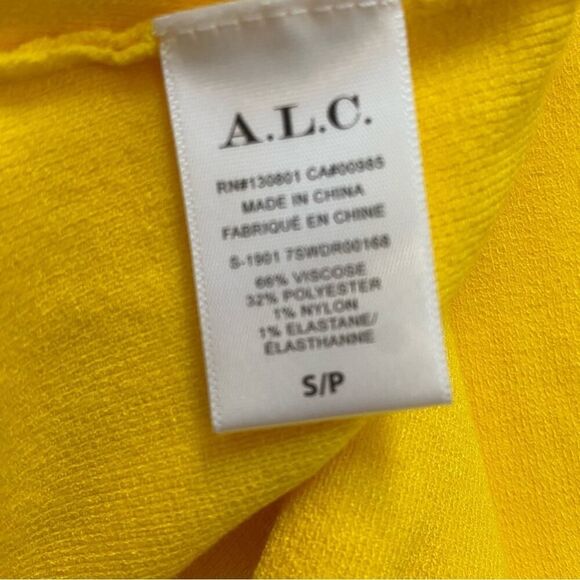 A.L.C.
RN#130801 CA#00985
MADE IN CHINA
FABRIQUÉ EN CHINE
S-1901 7SWDR00168
66% VISCOSE
32% POLYESTER
1% NYLON
1% ELASTANE/
ÉLASTHANNE
S/P